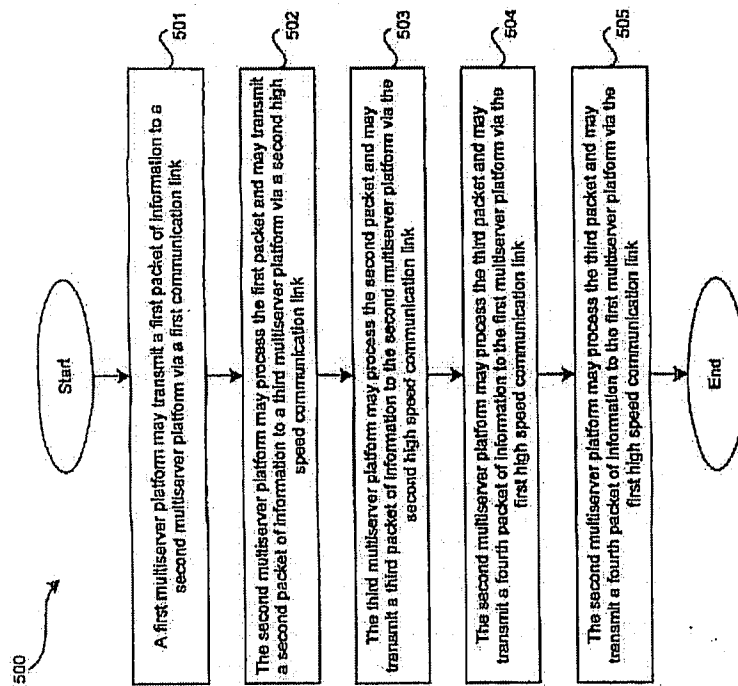 500
Start
501
A first multiserver platform may transmit a first packet of information to a
second multiserver platform via a first communication link
502
The second multiserver platform may process the first packet and may transmit
a second packet of information to a third multiserver platform via a second high
speed communication link
503
The third multiserver platform may process the second packet and may
transmit a third packet of information to the second multiserver platform via the
second high speed communication link
504
The second multiserver platform may process the third packet and may
transmit a fourth packet of information to the first multiserver platform via the
first high speed communication link
505
The second multiserver platform may process the third packet and may
transmit a fourth packet of information to the first multiserver platform via the
first high speed communication link
End